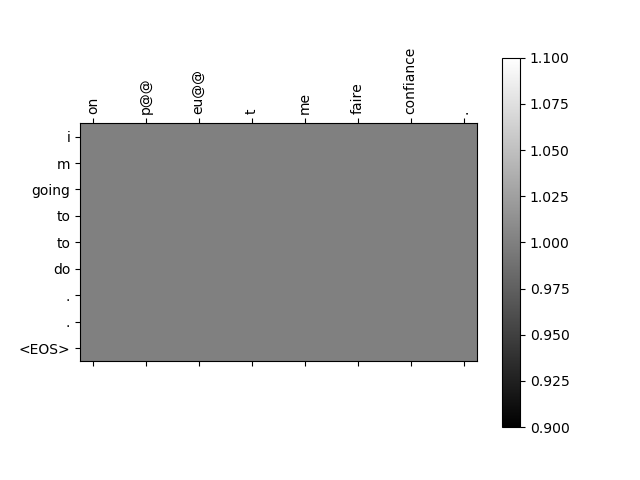 on p@@ eu@@ t me faire confiance .
i
m
going
to
to
do
.
.
<EOS>
1.100
1.075
1.050
1.025
1.000
0.975
0.950
0.925
0.900